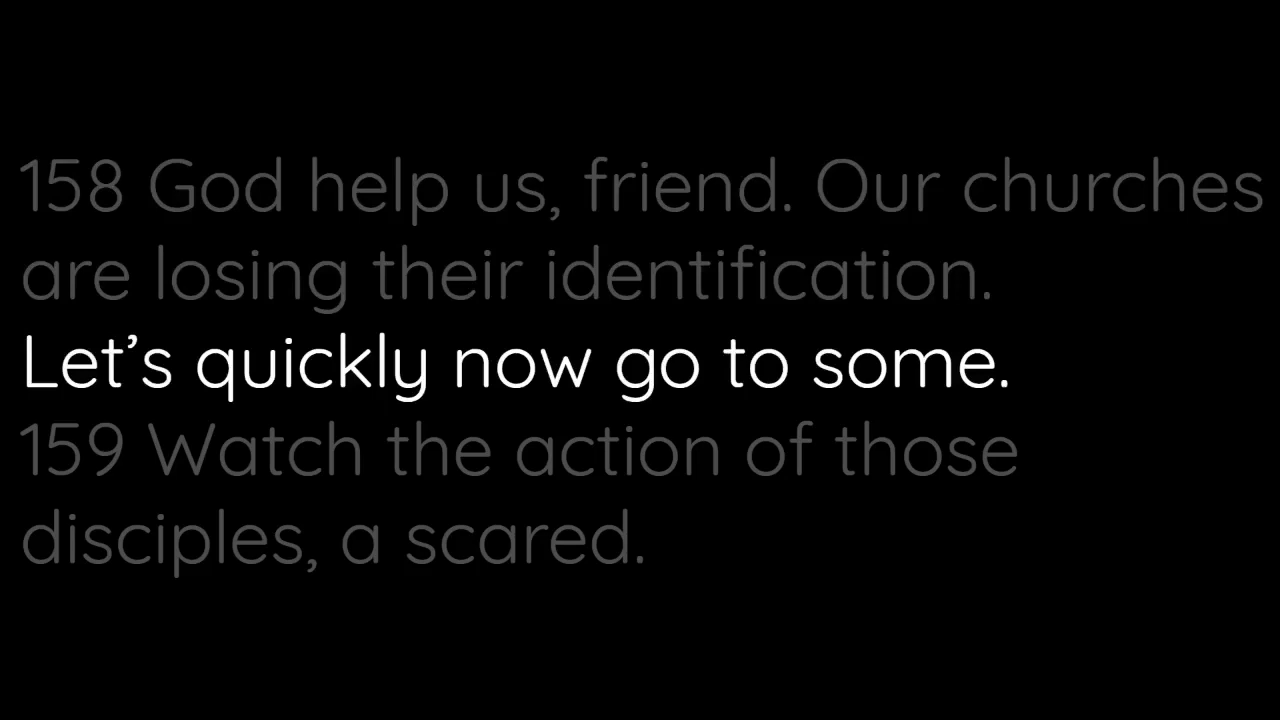 158 God help us, friend. Our churches
are losing their identification.
Let’s quickly now go to some.
159 Watch the action of those
disciples, a scared.